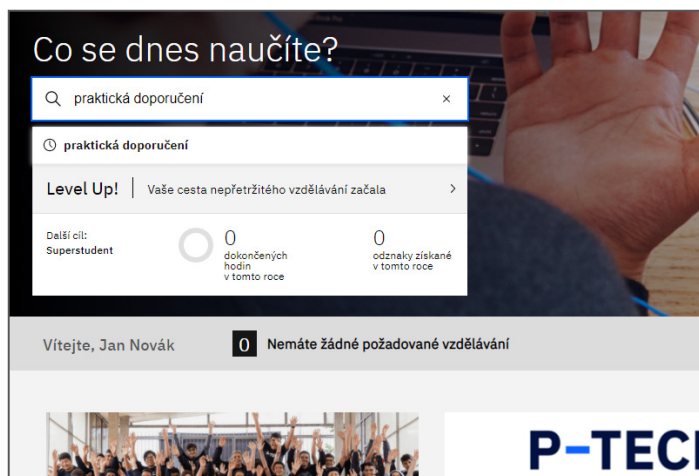 Co se dnes naučíte?
praktická doporučení
praktická doporučení
Level Up! Vaše cesta nepřetržitého vzdělávání začala
Další cíl:
Superstudent
0
dokončených
hodin
v tomto roce
0
odznaky získané
v tomto roce
Vítejte, Jan Novák
0 Nemáte žádné požadované vzdělávání